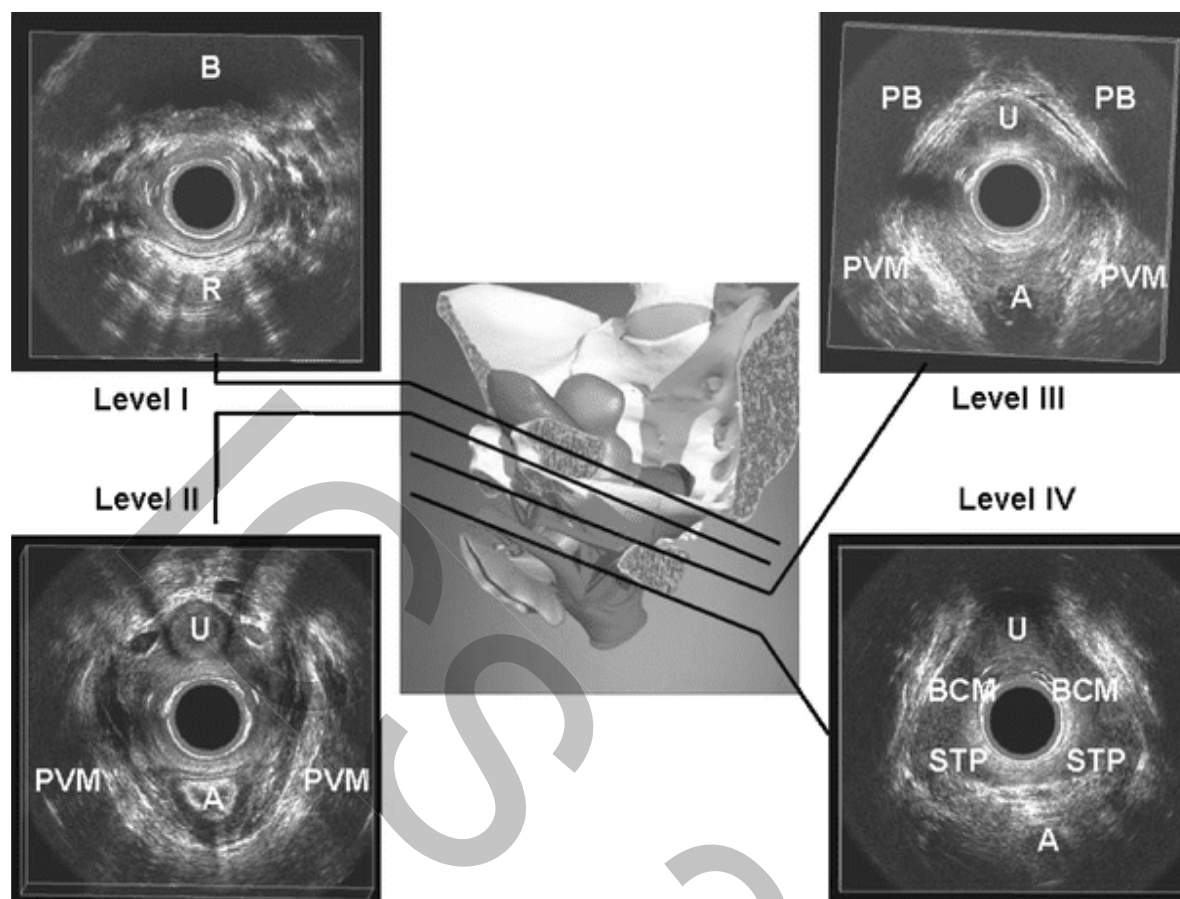 B
R
Level I
PB PB
U
PVM PVM
A
Level III
Level II
U
PVM PVM
A
Level IV
U
BCM BCM
STP STP
A